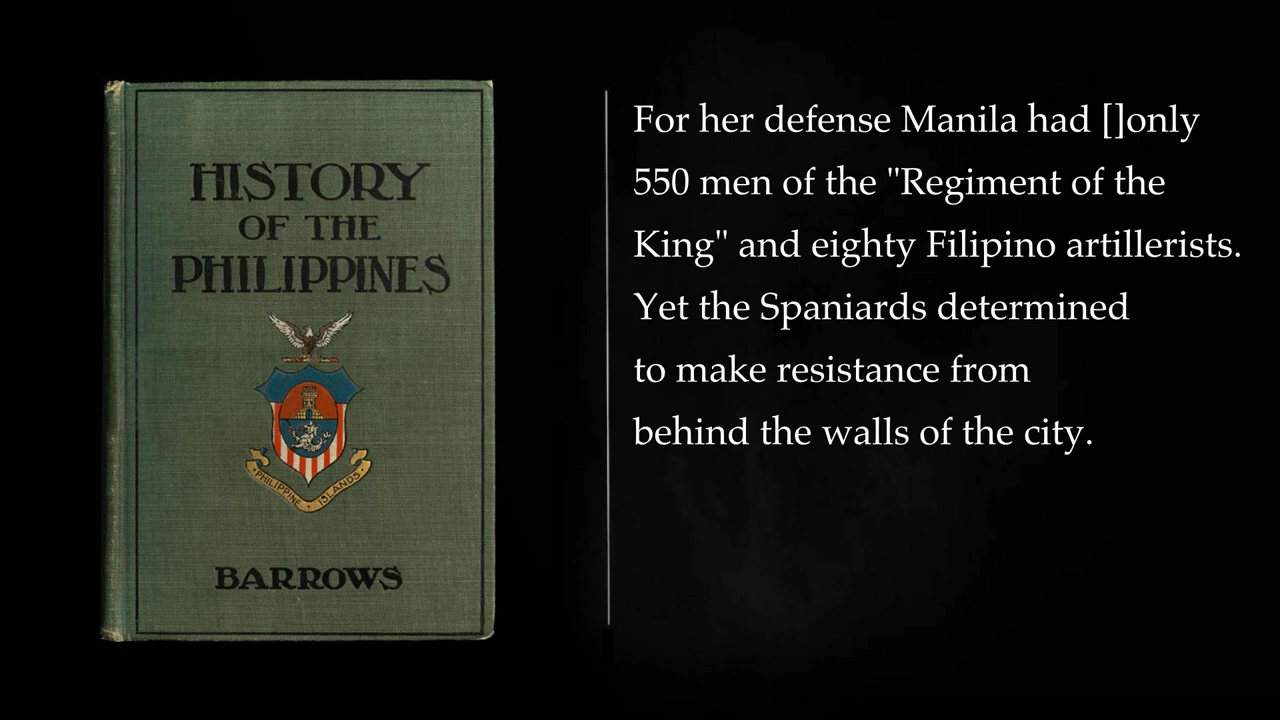 HISTORY
OF THE
PHILIPPINES
PHILIPPINE ISLANDS
BARROWS
For her defense Manila had []only
550 men of the "Regiment of the
King" and eighty Filipino artillerists.
Yet the Spaniards determined
to make resistance from
behind the walls of the city.